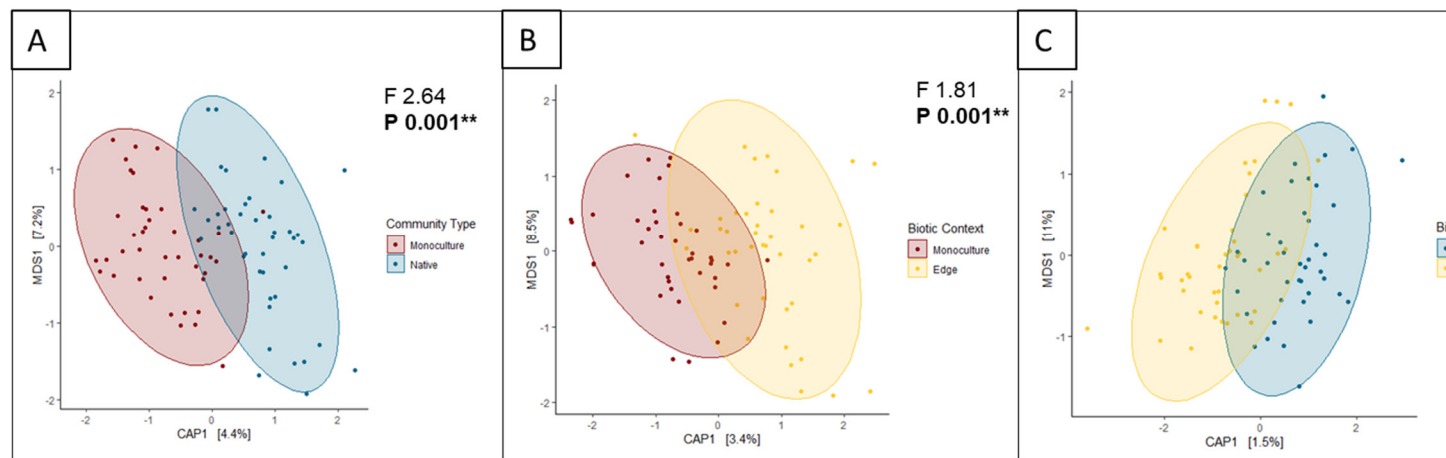 A
F 2.64
P 0.001**
MDS1 [7.2%]
2
1
0
-1
-2
-2
-1
0
1
2
CAP1 [4.4%]
Community Type
Monoculture
Native
B
F 1.81
P 0.001**
MDS1 [8.5%]
2
1
0
-1
-2
-2
-1
0
1
2
CAP1 [3.4%]
Biotic Context
Monoculture
Edge
C
MDS1 [11%]
2
1
0
-1
-2
0
2
CAP1 [1.5%]
Bi